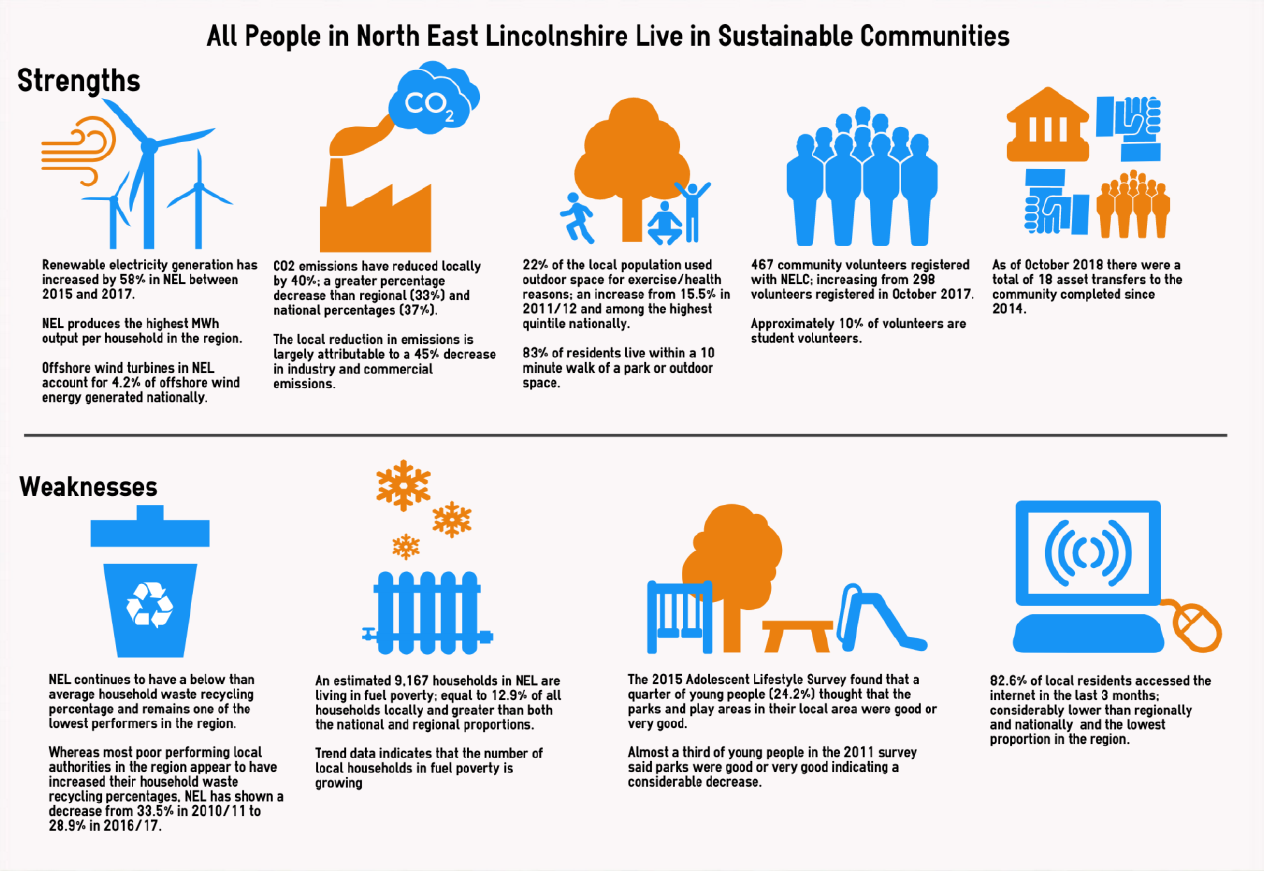 All People in North East Lincolnshire Live in Sustainable Communities
Strengths
CO2
Renewable electricity generation has
increased by 58% in NEL between
2015 and 2017.
NEL produces the highest MWh
output per household in the region.
Offshore wind turbines in NEL
account for 4.2% of offshore wind
energy generated nationally.
CO2 emissions have reduced locally
by 40%; a greater percentage
decrease than regional (33%) and
national percentages (37%).
The local reduction in emissions is
largely attributable to a 45% decrease
in industry and commercial
emissions.
22% of the local population used
outdoor space for exercise/health
reasons; an increase from 15.5% in
2011/12 and among the highest
quintile nationally.
83% of residents live within a 10
minute walk of a park or outdoor
space.
467 community volunteers registered
with NELC; increasing from 298
volunteers registered in October 2017.
Approximately 10% of volunteers are
student volunteers.
As of October 2018 there were a
total of 18 asset transfers to the
community completed since
2014.
Weaknesses
NEL continues to have a below than
average household waste recycling
percentage and remains one of the
lowest performers in the region.
Whereas most poor performing local
authorities in the region appear to have
increased their household waste
recycling percentages, NEL has shown a
decrease from 33.5% in 2010/11 to
28.9% in 2016/17.
An estimated 9,167 households in NEL are
living in fuel poverty; equal to 12.9% of all
households locally and greater than both
the national and regional proportions.
Trend data indicates that the number of
local households in fuel poverty is
growing
The 2015 Adolescent Lifestyle Survey found that a
quarter of young people (24.2%) thought that the
parks and play areas in their local area were good or
very good.
Almost a third of young people in the 2011 survey
said parks were good or very good indicating a
considerable decrease.
82.6% of local residents accessed the
internet in the last 3 months;
considerably lower than regionally
and nationally and the lowest
proportion in the region.